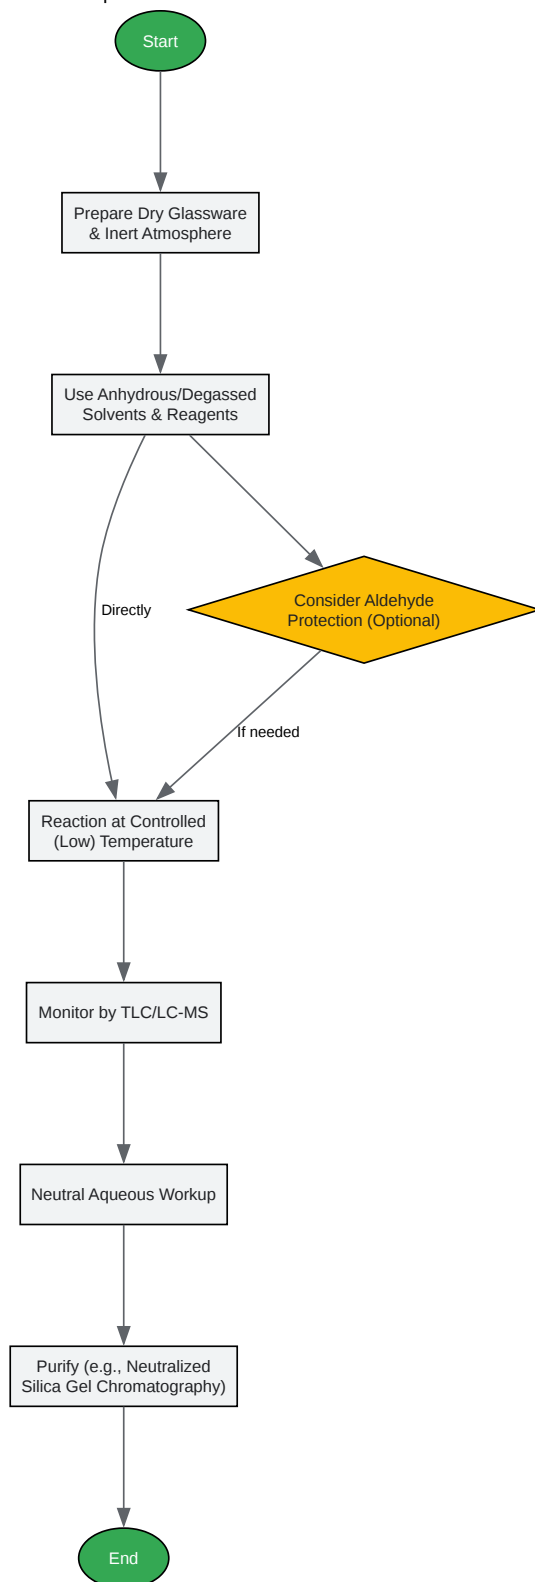 Start
Prepare Dry Glassware
& Inert Atmosphere
Use Anhydrous/Degassed
Solvents & Reagents
Directly
Consider Aldehyde
Protection (Optional)
If needed
Reaction at Controlled
(Low) Temperature
Monitor by TLC/LC-MS
Neutral Aqueous Workup
Purify (e.g., Neutralized
Silica Gel Chromatography)
End